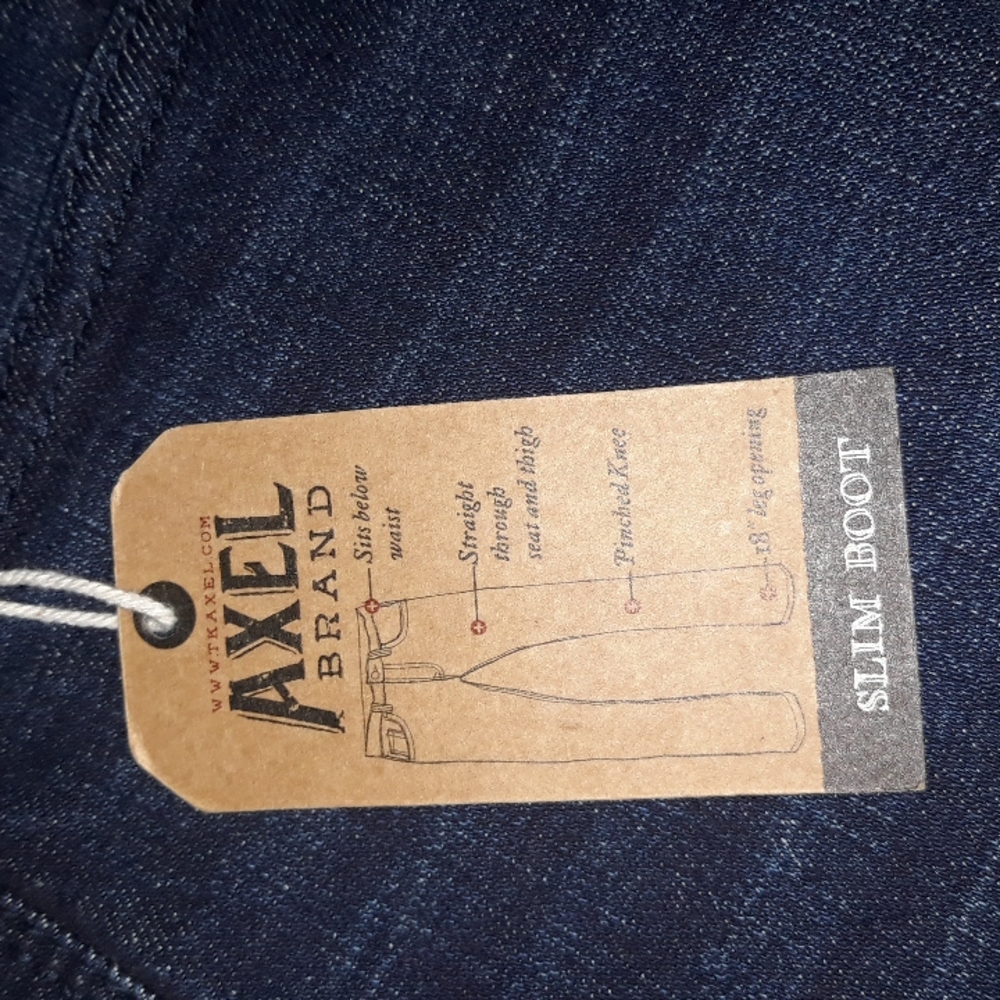 WWW.TKAXEL.COM
AXEL
BRAND
Sits below
waist
Straight
through
seat and thigh
Pinched Knee
18" leg opening
SLIM BOOT